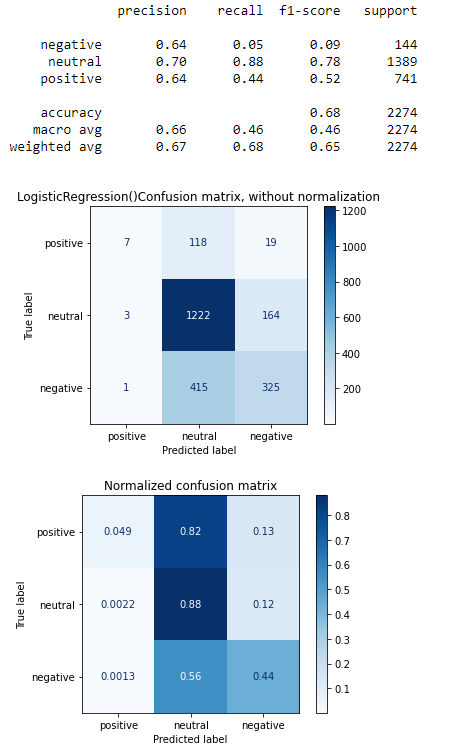 precision recall f1-score support
negative 0.64 0.05 0.09 144
neutral 0.70 0.88 0.78 1389
positive 0.64 0.44 0.52 741
accuracy 0.68 2274
macro avg 0.66 0.46 0.46 2274
weighted avg 0.67 0.68 0.65 2274
LogisticRegression()Confusion matrix, without normalization
positive 7 118 19
neutral 3 1222 164
negative 1 415 325
positive neutral negative
Predicted label
True label
1200
1000
800
600
400
200
Normalized confusion matrix
positive 0.049 0.82 0.13
neutral 0.0022 0.88 0.12
negative 0.0013 0.56 0.44
positive neutral negative
Predicted label
True label
0.8
0.7
0.6
0.5
0.4
0.3
0.2
0.1